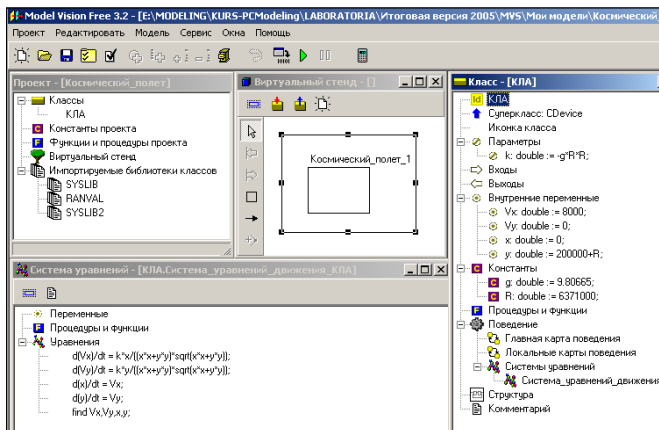 Model Vision Free 3.2 - [E:\MODELING\KURS-PCModeling\LABORATORIA\Итоговая версия 2005\MVS\Мои модели\Космический
Проект Редактировать Модель Сервис Окна Помощь
Проект - [Космический_полет]
Классы
КЛА
Константы проекта
Функции и процедуры проекта
Виртуальный стенд
Импортируемые библиотеки классов
SYSLIB
RANVAL
SYSLIB2
Виртуальный стенд - []
Космический_полет_1
Класс - [КЛА]
КЛА
Суперкласс: CDevice
Иконка класса
Параметры
k: double := -g*R*R;
Входы
Выходы
Внутренние переменные
Vx: double := 8000;
Vy: double := 0;
x: double := 0;
y: double := 200000+R;
Константы
g: double := 9.80665;
R: double := 6371000;
Процедуры и функции
Поведение
Главная карта поведения
Локальные карты поведения
Системы уравнений
Система_уравнений_движения
Структура
Комментарий
Система уравнений - [КЛА.Система_уравнений_движения_КЛА]
Переменные
Процедуры и функции
Уравнения
d(Vx)/dt = k*x/((x*x+y*y)*sqrt(x*x+y*y));
d(Vy)/dt = k*y/((x*x+y*y)*sqrt(x*x+y*y));
d(x)/dt = Vx;
d(y)/dt = Vy;
find Vx,Vy,x,y;